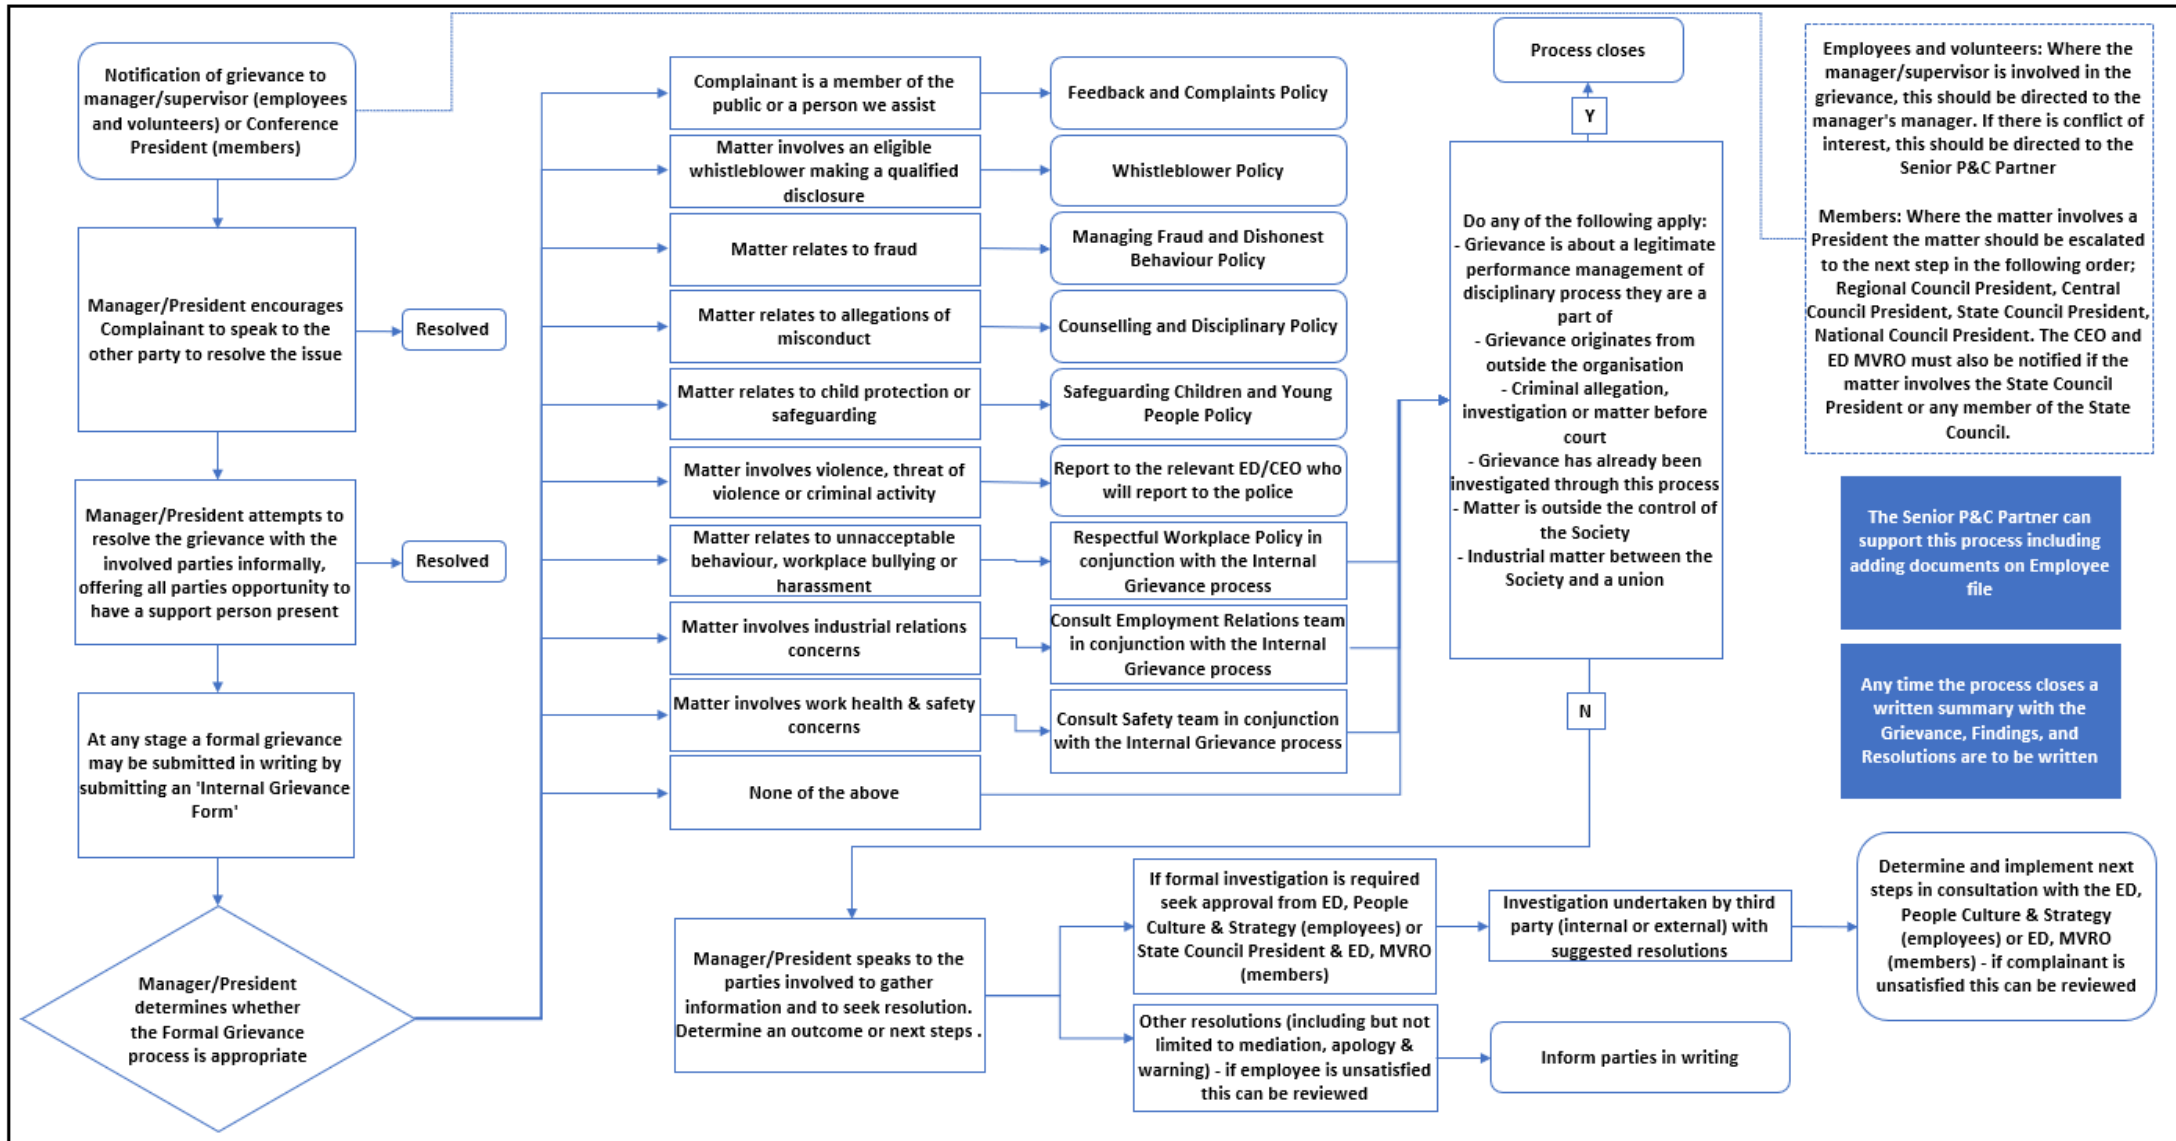 Notification of grievance to
manager/supervisor (employees
and volunteers) or Conference
President (members)
Manager/President encourages
Complainant to speak to the
other party to resolve the issue
Resolved
Manager/President attempts to
resolve the grievance with the
involved parties informally,
offering all parties opportunity to
have a support person present
Resolved
At any stage a formal grievance
may be submitted in writing by
submitting an 'Internal Grievance
Form'
Manager/President
determines whether
the Formal Grievance
process is appropriate
Complainant is a member of the
public or a person we assist
Feedback and Complaints Policy
Matter involves an eligible
whistleblower making a qualified
disclosure
Whistleblower Policy
Matter relates to fraud
Managing Fraud and Dishonest
Behaviour Policy
Matter relates to allegations of
misconduct
Counselling and Disciplinary Policy
Matter relates to child protection or
safeguarding
Safeguarding Children and Young
People Policy
Matter involves violence, threat of
violence or criminal activity
Report to the relevant ED/CEO who
will report to the police
Matter relates to unnacceptable
behaviour, workplace bullying or
harassment
Respectful Workplace Policy in
conjunction with the Internal
Grievance process
Matter involves industrial relations
concerns
Consult Employment Relations team
in conjunction with the Internal
Grievance process
Matter involves work health & safety
concerns
Consult Safety team in conjunction
with the Internal Grievance process
None of the above
Process closes
Y
Do any of the following apply:
- Grievance is about a legitimate
performance management of
disciplinary process they are a
part of
- Grievance originates from
outside the organisation
- Criminal allegation,
investigation or matter before
court
- Grievance has already been
investigated through this process
- Matter is outside the control of
the Society
- Industrial matter between the
Society and a union
N
Manager/President speaks to the
parties involved to gather
information and to seek resolution.
Determine an outcome or next steps .
If formal investigation is required
seek approval from ED, People
Culture & Strategy (employees) or
State Council President & ED, MVRO
(members)
Investigation undertaken by third
party (internal or external) with
suggested resolutions
Determine and implement next
steps in consultation with the ED,
People Culture & Strategy
(employees) or ED, MVRO
(members) - if complainant is
unsatisfied this can be reviewed
Other resolutions (including but not
limited to mediation, apology &
warning) - if employee is unsatisfied
this can be reviewed
Inform parties in writing
Employees and volunteers: Where the
manager/supervisor is involved in the
grievance, this should be directed to the
manager's manager. If there is conflict of
interest, this should be directed to the
Senior P&C Partner
Members: Where the matter involves a
President the matter should be escalated
to the next step in the following order;
Regional Council President, Central
Council President, State Council President,
National Council President. The CEO and
ED MVRO must also be notified if the
matter involves the State Council
President or any member of the State
Council.
The Senior P&C Partner can
support this process including
adding documents on Employee
file
Any time the process closes a
written summary with the
Grievance, Findings, and
Resolutions are to be written